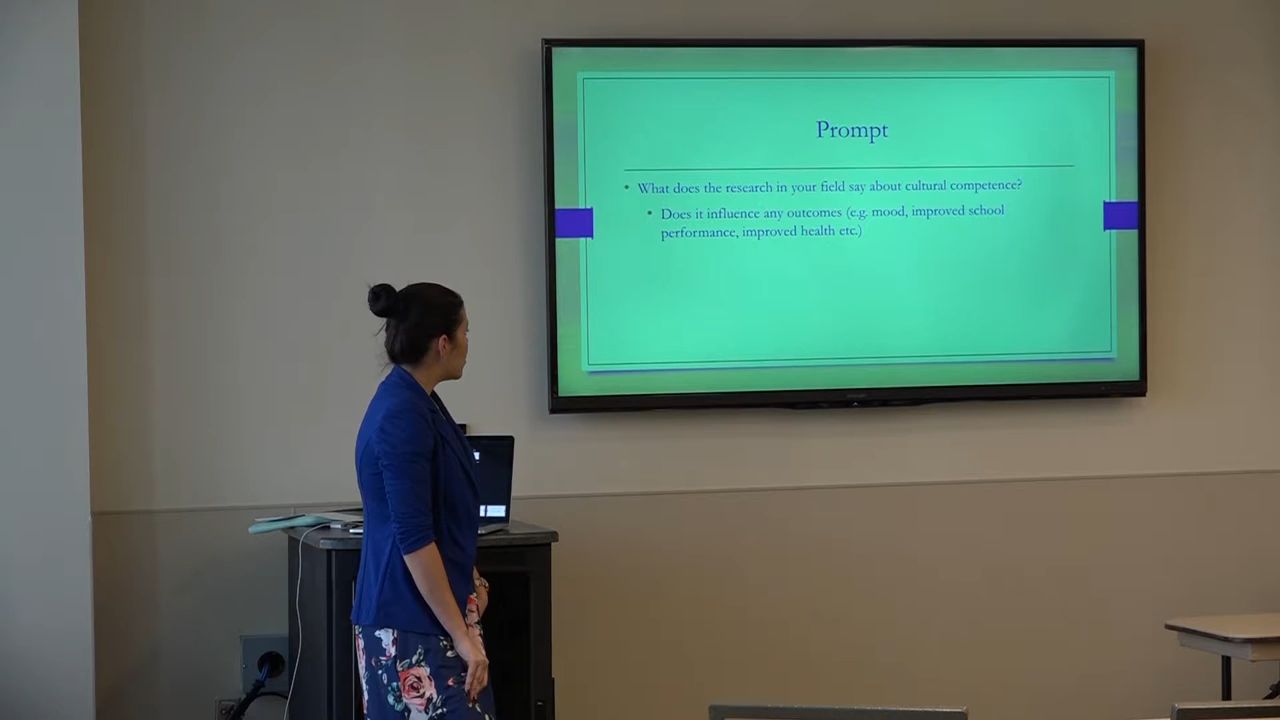 Prompt
What does the research in your field say about cultural competence?
Does it influence any outcomes (e.g. mood, improved school
performance, improved health etc.)